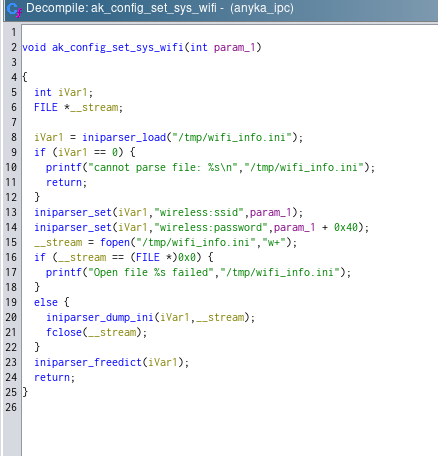 Decompile: ak_config_set_sys_wifi - (anyka_ipc)
1
2 void ak_config_set_sys_wifi(int param_1)
3
4 {
5   int iVar1;
6   FILE *__stream;
7
8   iVar1 = iniparser_load("/tmp/wifi_info.ini");
9   if (iVar1 == 0) {
10     printf("cannot parse file: %s\n","/tmp/wifi_info.ini");
11     return;
12   }
13   iniparser_set(iVar1,"wireless:ssid",param_1);
14   iniparser_set(iVar1,"wireless:password",param_1 + 0x40);
15   __stream = fopen("/tmp/wifi_info.ini","w+");
16   if (__stream == (FILE *)0x0) {
17     printf("Open file %s failed","/tmp/wifi_info.ini");
18   }
19   else {
20     iniparser_dump_ini(iVar1,__stream);
21     fclose(__stream);
22   }
23   iniparser_freedict(iVar1);
24   return;
25 }
26